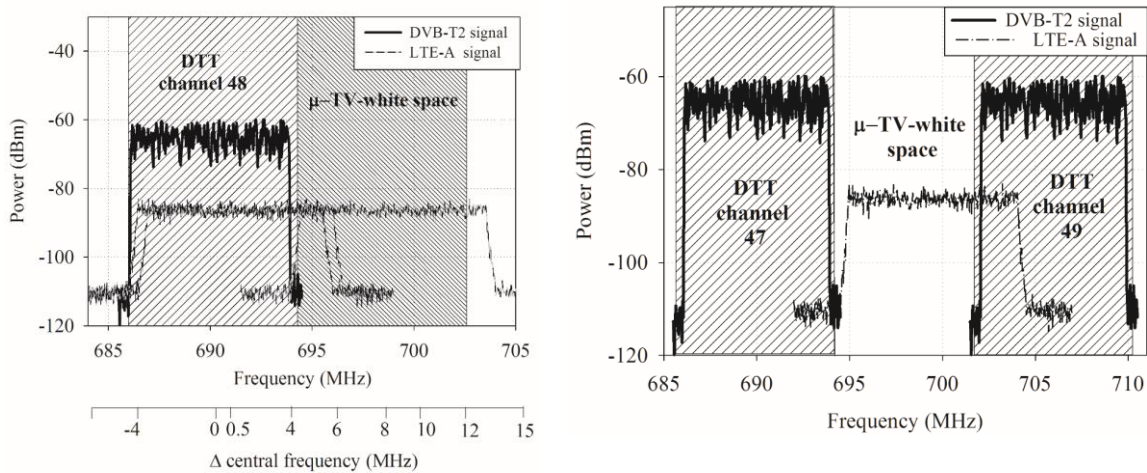 DVB-T2 signal
LTE-A signal
DTT
channel 48
μ–TV-white space
-40
-60
-80
-100
-120
Power (dBm)
685 690 695 700 705
Frequency (MHz)
-4 0 0.5 4 6 8 10 12 15
Δ central frequency (MHz)
DVB-T2 signal
LTE-A signal
μ–TV-white
space
DTT
channel
47
DTT
channel
49
-60
-80
-100
-120
Power (dBm)
685 690 695 700 705 710
Frequency (MHz)